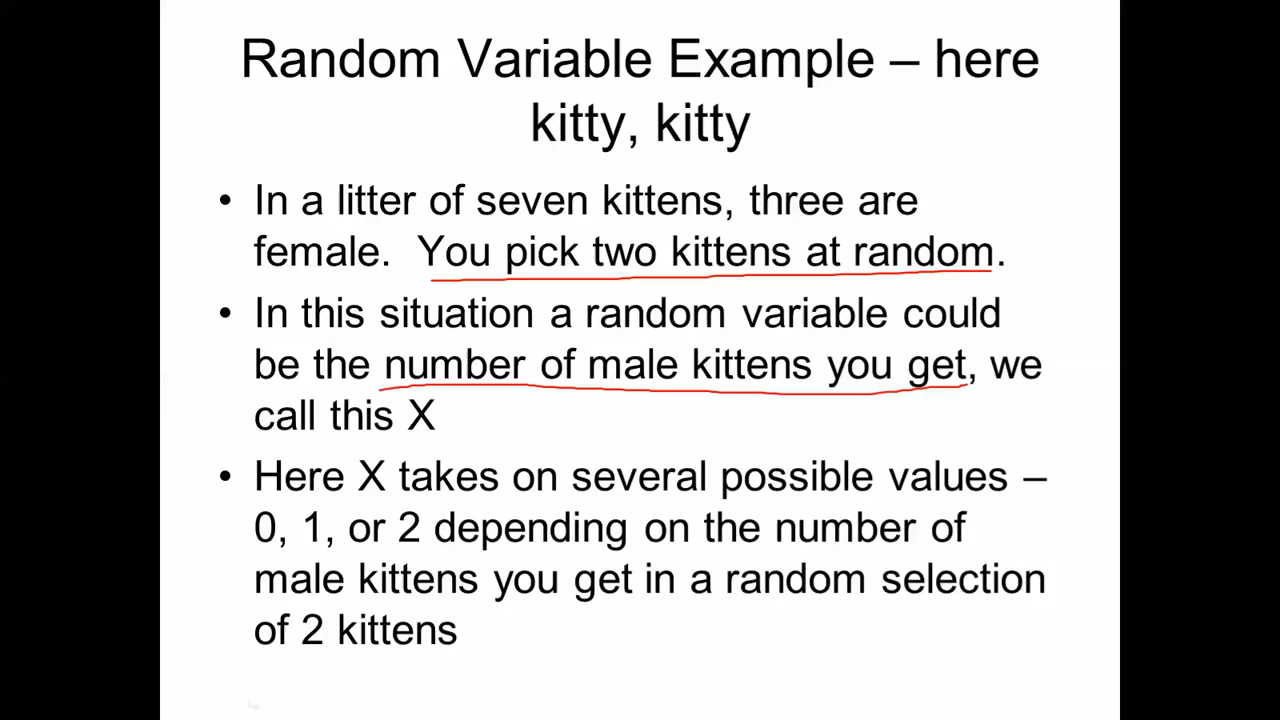 Random Variable Example – here
kitty, kitty
• In a litter of seven kittens, three are
female. You pick two kittens at random.
• In this situation a random variable could
be the number of male kittens you get, we
call this X
• Here X takes on several possible values –
0, 1, or 2 depending on the number of
male kittens you get in a random selection
of 2 kittens